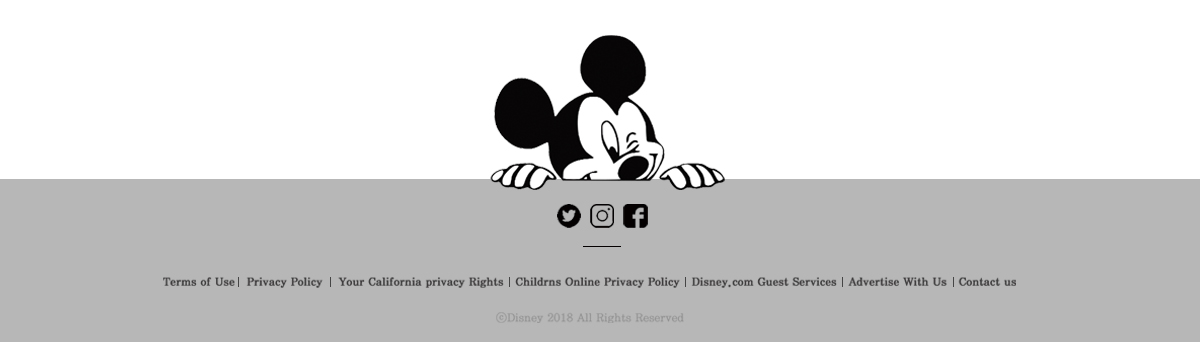 Terms of Use | Privacy Policy | Your California privacy Rights | Childrns Online Privacy Policy | Disney.com Guest Services | Advertise With Us | Contact us
ⓒDisney 2018 All Rights Reserved